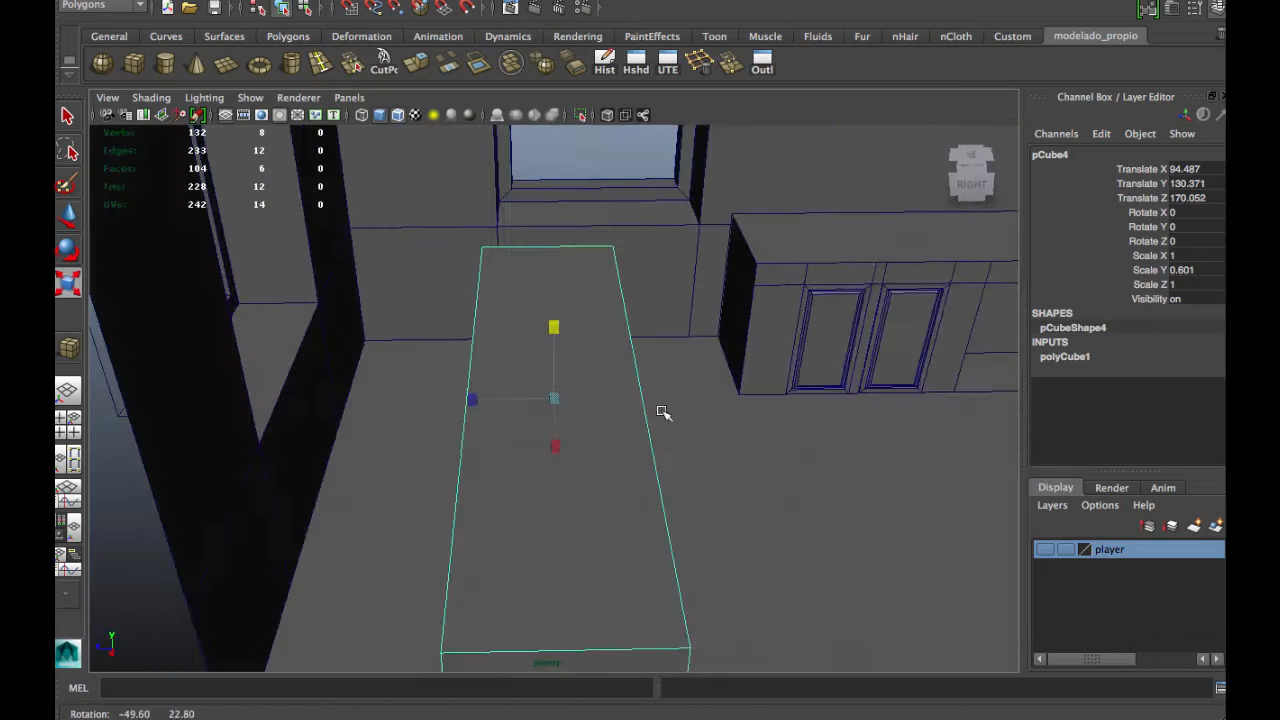 Polygons
General Curves Surfaces Polygons Deformation Animation Dynamics Rendering PaintEffects Toon Muscle Fluids Fur nHair nCloth Custom modelado_propio
CutPc Hist Hshd UTE Outl
View Shading Lighting Show Renderer Panels
Channel Box / Layer Editor
Channels Edit Object Show
Verts: 132 8 0
Edges: 233 12 0
Faces: 104 6 0
Tris: 228 12 0
UVs: 242 14 0
RIGHT
pCube4
Translate X 94.487
Translate Y 130.371
Translate Z 170.052
Rotate X 0
Rotate Y 0
Rotate Z 0
Scale X 1
Scale Y 0.601
Scale Z 1
Visibility on
SHAPES
pCubeShape4
INPUTS
polyCube1
Display Render Anim
Layers Options Help
player
persp
Y
MEL
Rotation: -49.60 22.80